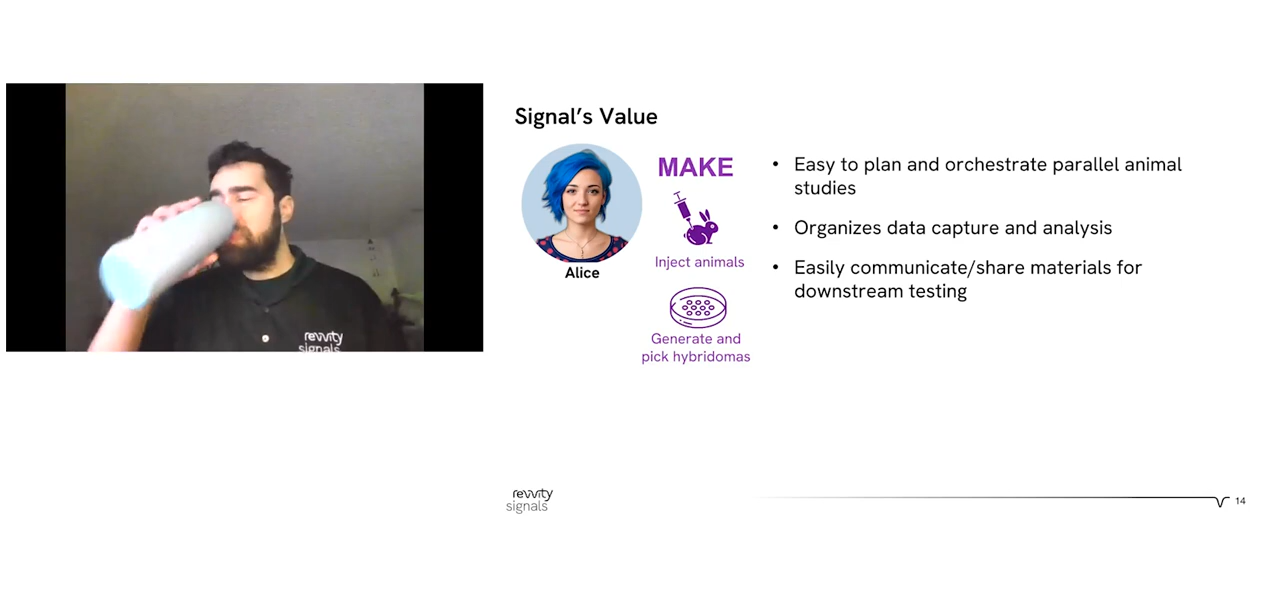 Signal's Value
MAKE
Inject animals
Generate and
pick hybridomas
Alice
• Easy to plan and orchestrate parallel animal
studies
• Organizes data capture and analysis
• Easily communicate/share materials for
downstream testing
revvity
signals
revvity
signals
14